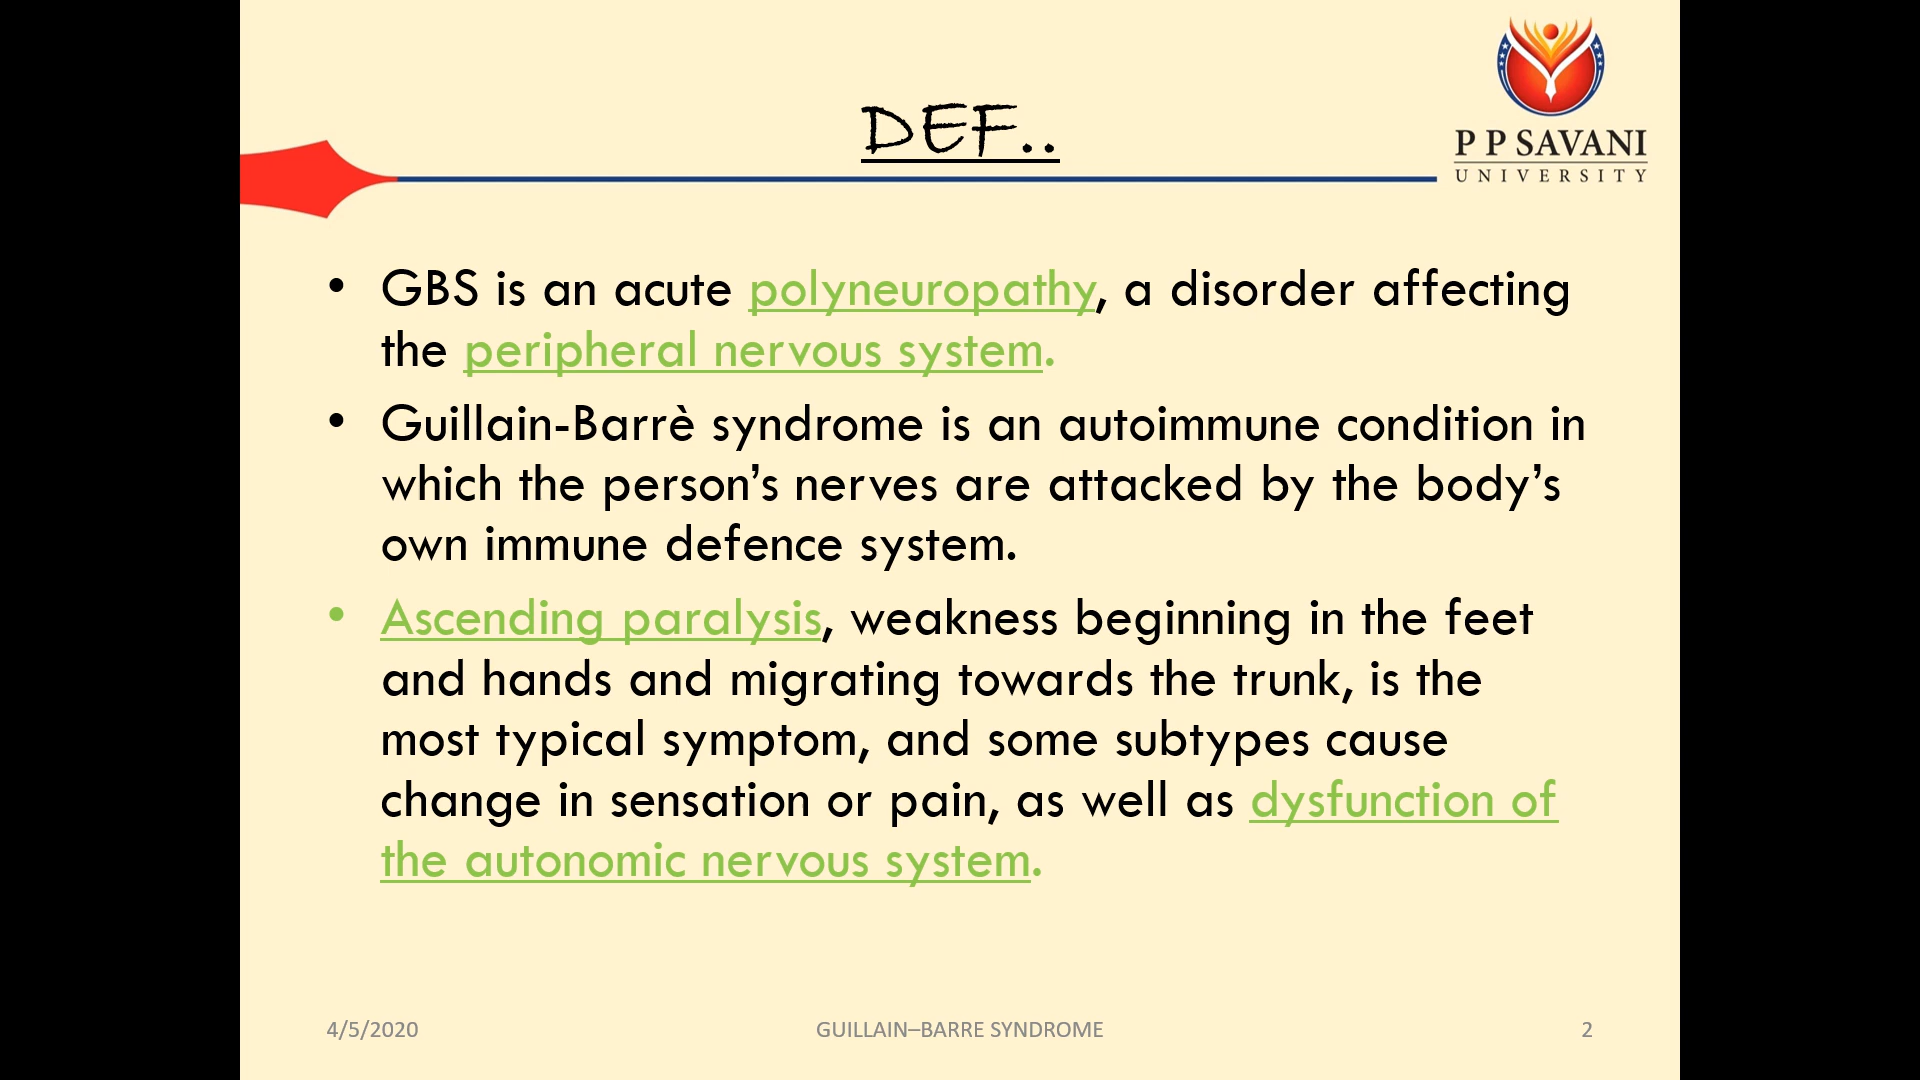 P P SAVANI
UNIVERSITY
DEF..
• GBS is an acute polyneuropathy, a disorder affecting
the peripheral nervous system.
• Guillain-Barrè syndrome is an autoimmune condition in
which the person’s nerves are attacked by the body’s
own immune defence system.
• Ascending paralysis, weakness beginning in the feet
and hands and migrating towards the trunk, is the
most typical symptom, and some subtypes cause
change in sensation or pain, as well as dysfunction of
the autonomic nervous system.
4/5/2020
GUILLAIN–BARRE SYNDROME
2